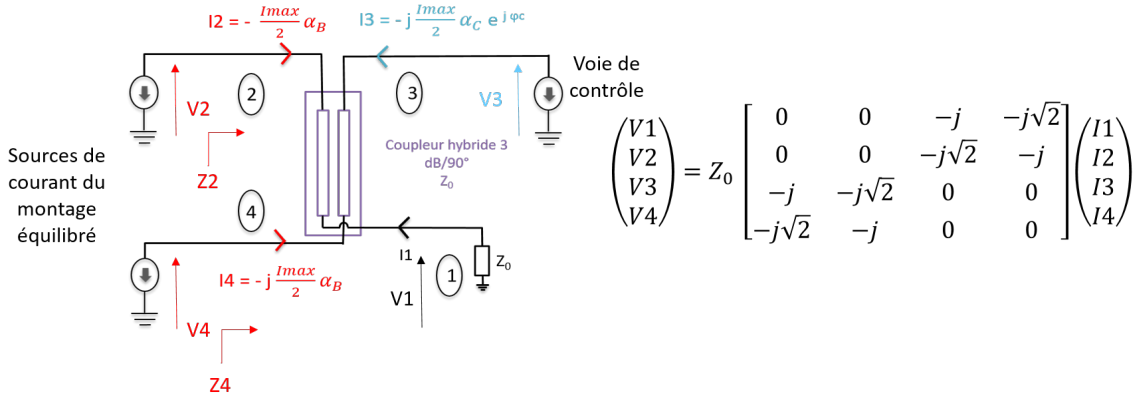 I2 = - Imax/2 αB
I3 = - j Imax/2 αC e j φc
Voie de
contrôle
2
3
V2
V3
Z2
Coupleur hybride 3
dB/90°
Z0
Sources de
courant du
montage
équilibré
4
I1
1
Z0
I4 = - j Imax/2 αB
V1
V4
Z4
(V1 V2 V3 V4) = Z0 [0 0 -j -j√2
0 0 -j√2 -j
-j -j√2 0 0
-j√2 -j 0 0] (I1 I2 I3 I4)